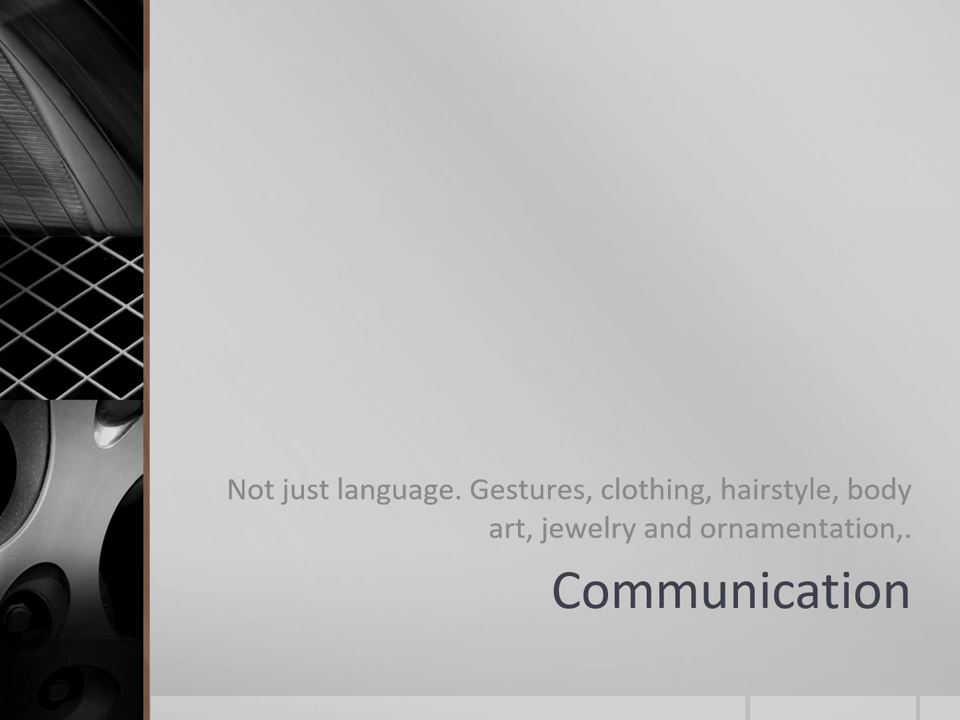 Not just language. Gestures, clothing, hairstyle, body
art, jewelry and ornamentation,.
Communication